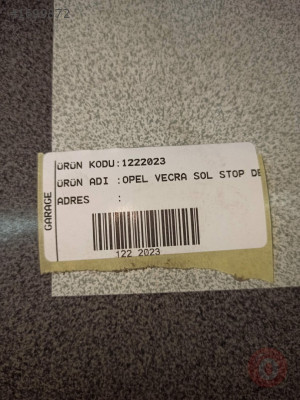 GARAGE
ÜRÜN KODU:1222023
ÜRÜN ADI :OPEL VECRA SOL STOP DE
ADRES :
122 2023